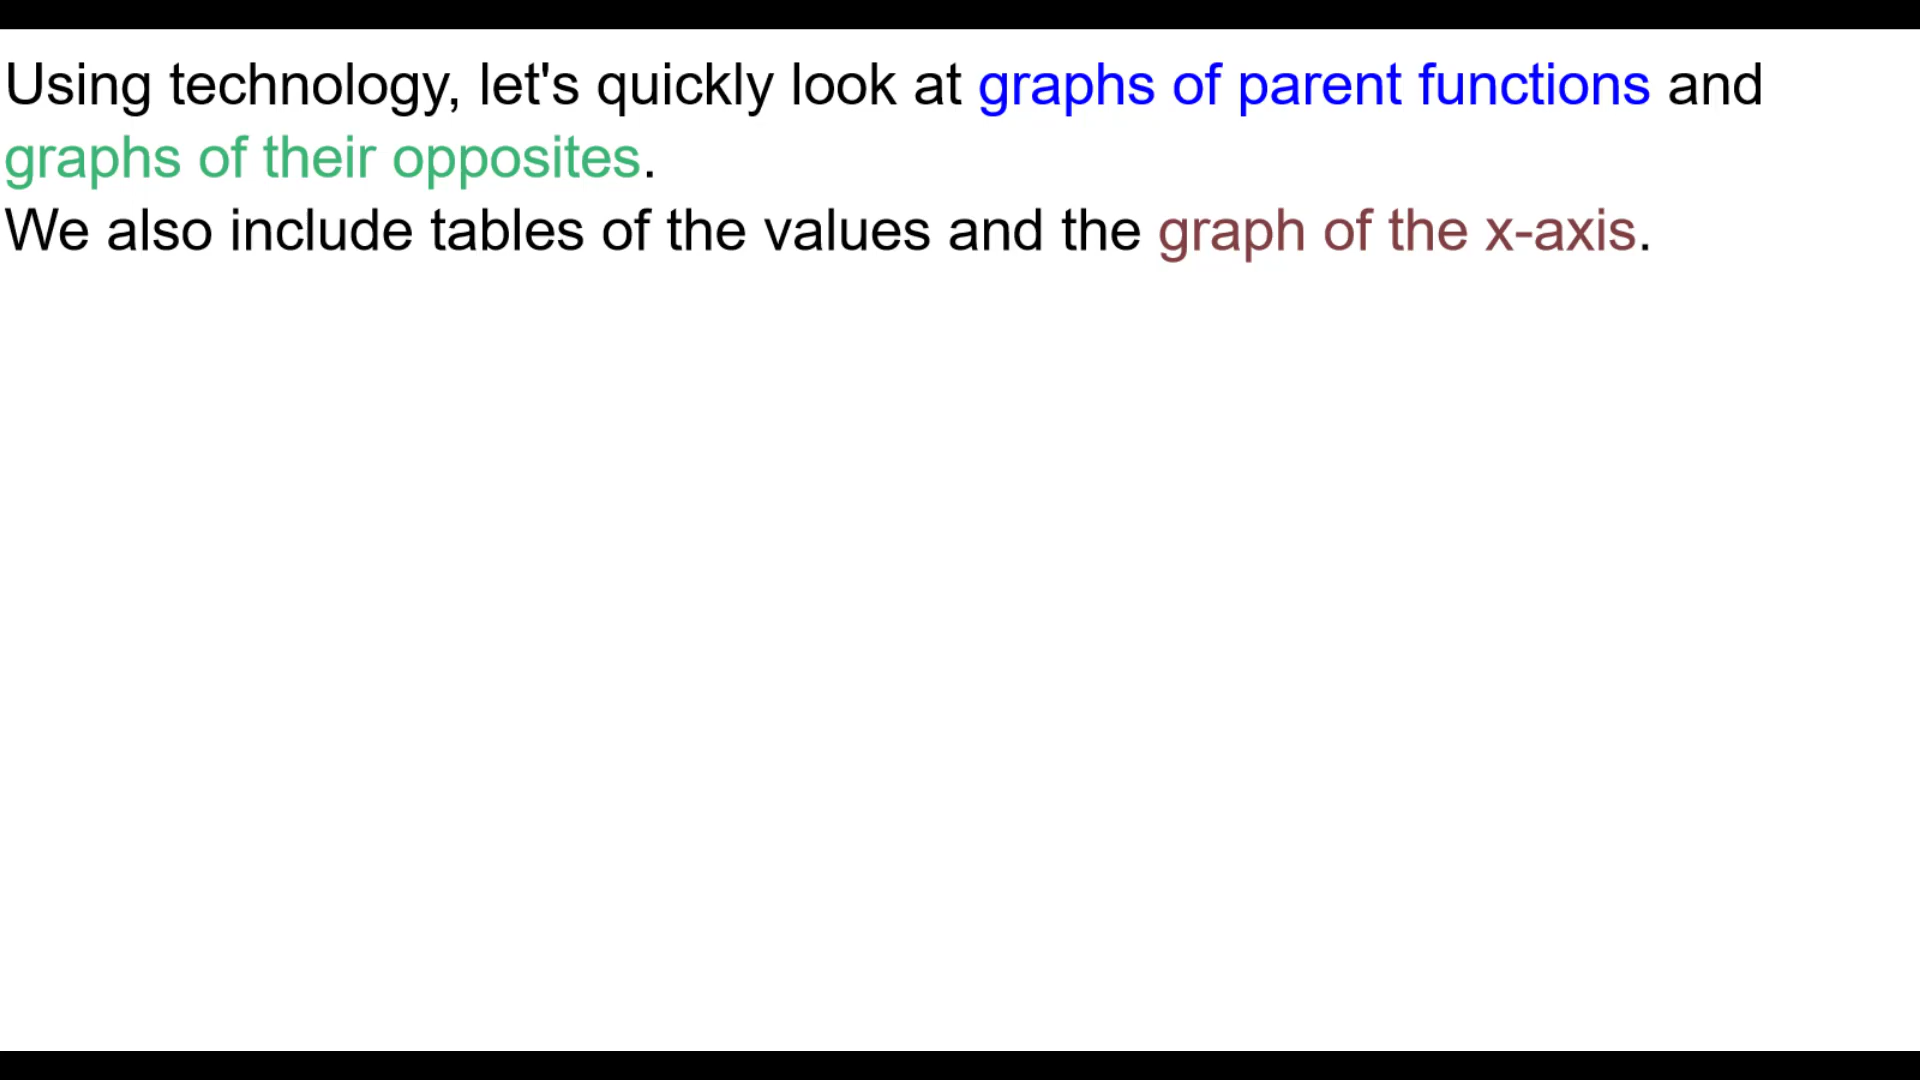 Using technology, let's quickly look at graphs of parent functions and
graphs of their opposites.
We also include tables of the values and the graph of the x-axis.